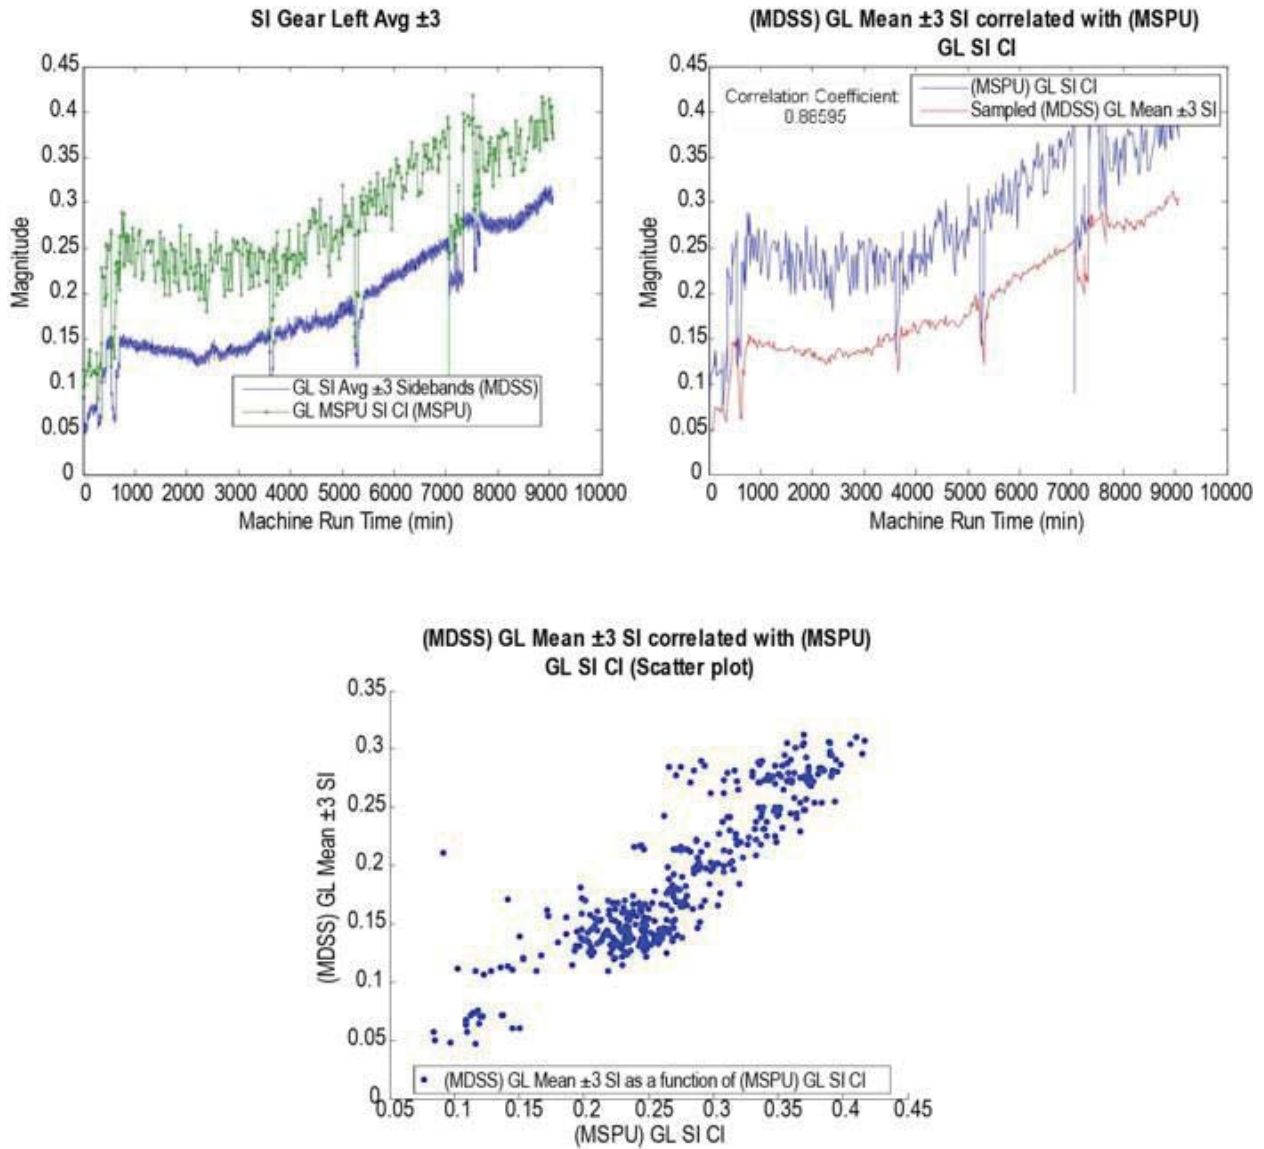 SI Gear Left Avg ±3
0.45
0.4
0.35
0.3
0.25
0.2
0.15
0.1
0.05
0
Magnitude
GL SI Avg ±3 Sidebands (MDSS)
GL MSPU SI CI (MSPU)
0 1000 2000 3000 4000 5000 6000 7000 8000 9000 10000
Machine Run Time (min)
(MDSS) GL Mean ±3 SI correlated with (MSPU)
GL SI CI
0.45
0.4
0.35
0.3
0.25
0.2
0.15
0.1
0.05
0
Magnitude
Correlation Coefficient:
0.86595
(MSPU) GL SI CI
Sampled (MDSS) GL Mean ±3 SI
0 1000 2000 3000 4000 5000 6000 7000 8000 9000 10000
Machine Run Time (min)
(MDSS) GL Mean ±3 SI correlated with (MSPU)
GL SI CI (Scatter plot)
0.35
0.3
0.25
0.2
0.15
0.1
0.05
0
(MDSS) GL Mean ±3 SI
(MDSS) GL Mean ±3 SI as a function of (MSPU) GL SI CI
0.05 0.1 0.15 0.2 0.25 0.3 0.35 0.4 0.45
(MSPU) GL SI CI